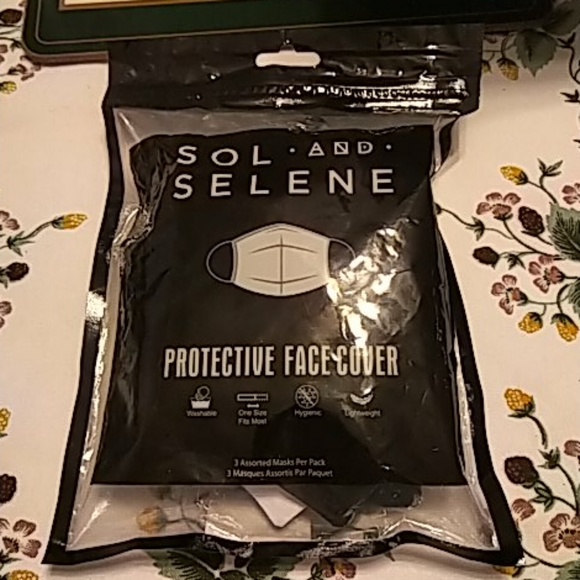 SOL · AND ·
SELENE
PROTECTIVE FACE COVER
Washable
One Size
Fits Most
Hygienic
Lightweight
3 Assorted Masks Per Pack
3 Masques Assortis Par Paquet